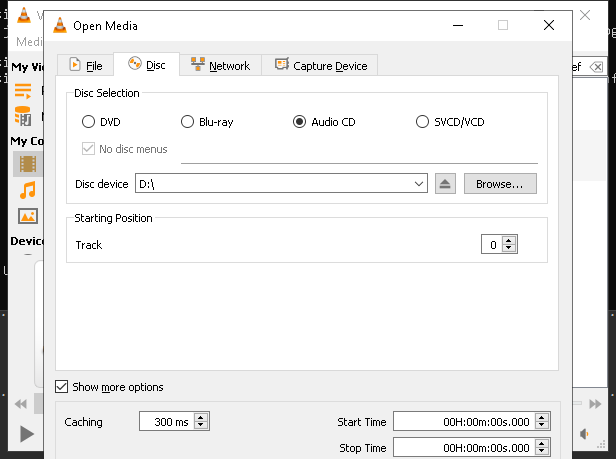 Open Media
Medi
File
Disc
Network
Capture Device
ef
My Vi
Disc Selection
DVD
Blu-ray
Audio CD
SVCD/VCD
No disc menus
My Co
Disc device
D:\
Browse...
Starting Position
Track
0
Device
Show more options
Caching
300 ms
Start Time
00H:00m:00s.000
Stop Time
00H:00m:00s.000